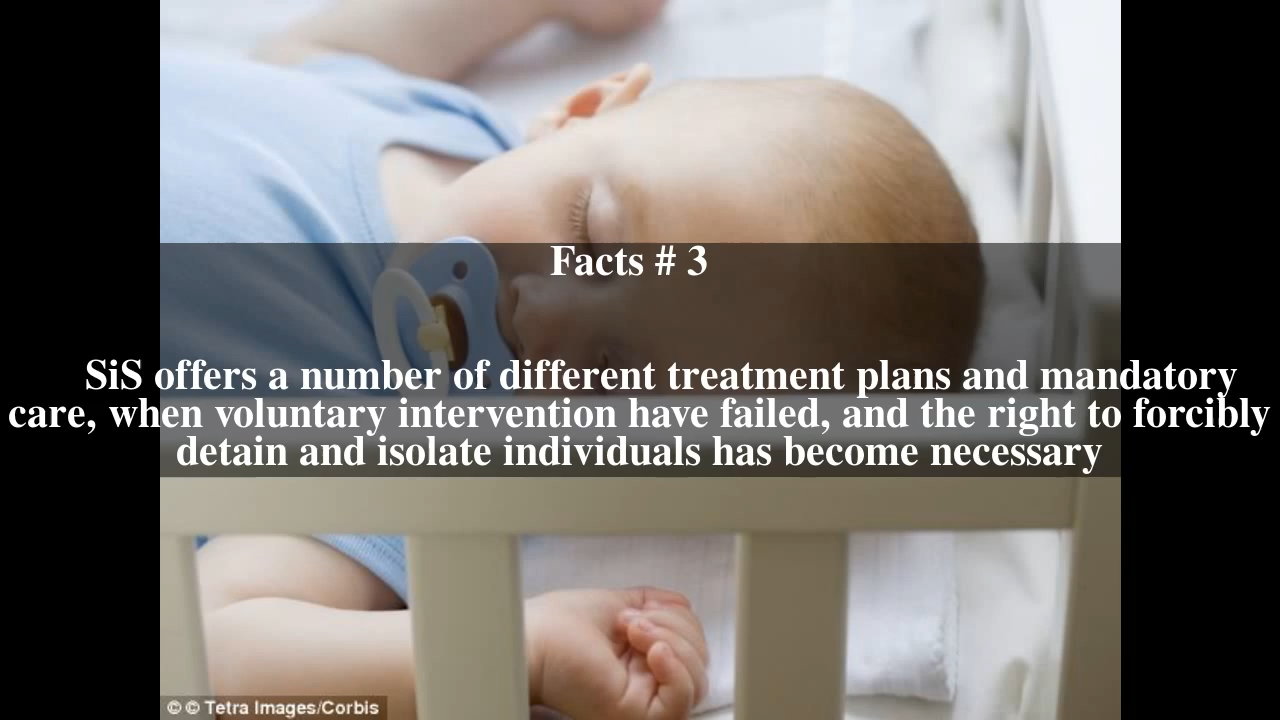 Facts # 3
SiS offers a number of different treatment plans and mandatory
care, when voluntary intervention have failed, and the right to forcibly
detain and isolate individuals has become necessary
© © Tetra Images/Corbis